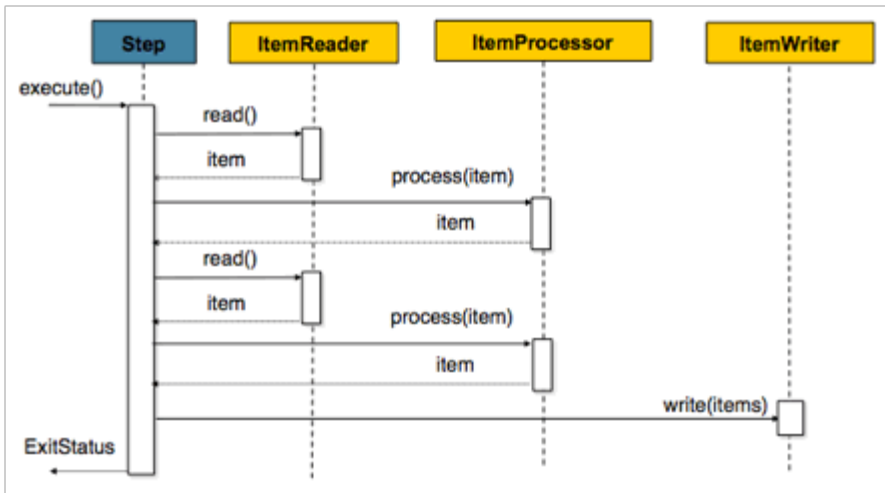 Step
ItemReader
ItemProcessor
ItemWriter
execute()
read()
item
process(item)
item
read()
item
process(item)
item
write(items)
ExitStatus